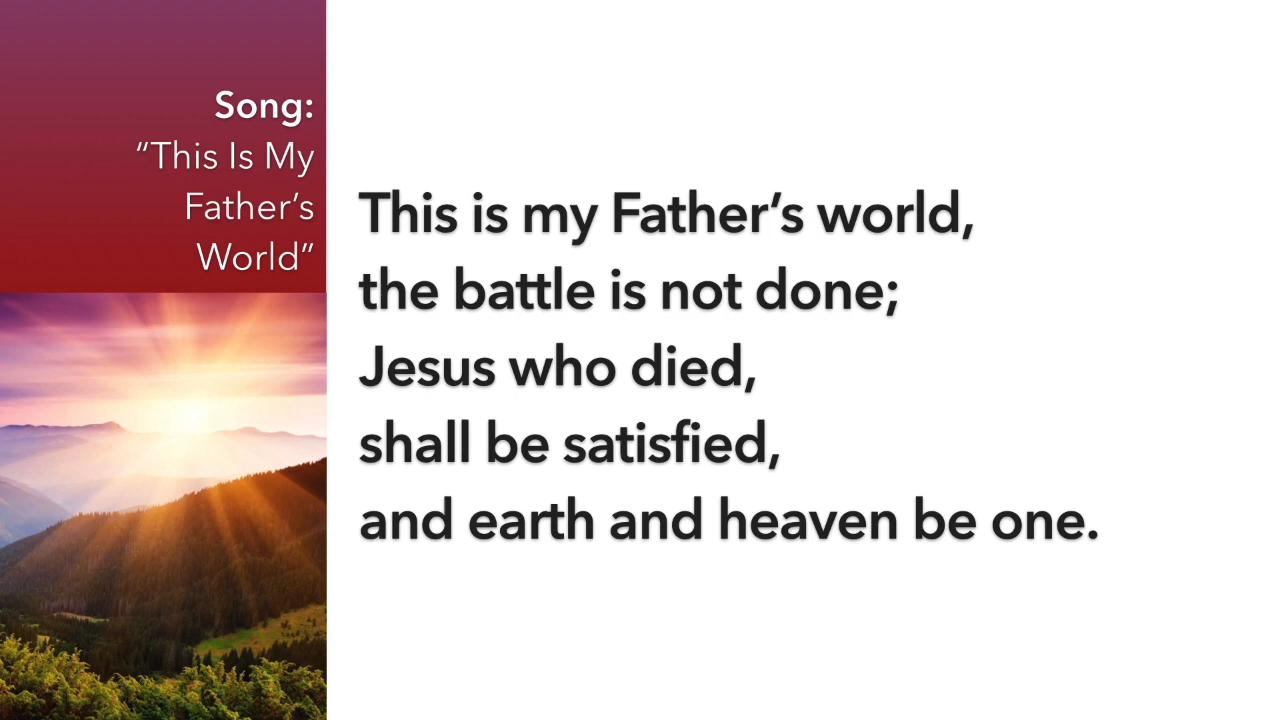 Song:
“This Is My
Father’s
World”
This is my Father’s world,
the battle is not done;
Jesus who died,
shall be satisfied,
and earth and heaven be one.